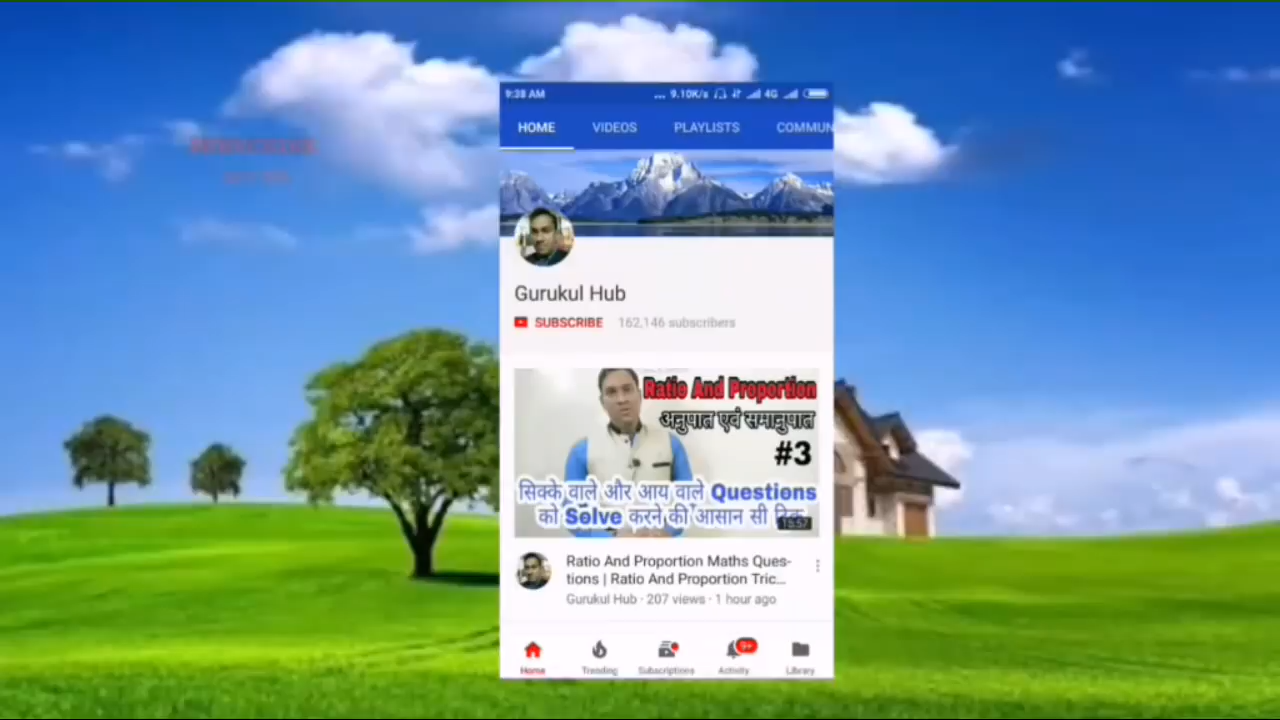 9:38 AM
... 9.10K/s 4G
HOME VIDEOS PLAYLISTS COMMUN
Gurukul Hub
SUBSCRIBE 162,146 subscribers
Ratio And Proportion
अनुपात एवं समानुपात
#3
सिक्के वाले और आय वाले Questions
को Solve करने की आसान सी
15:57
Ratio And Proportion Maths Ques-
tions | Ratio And Proportion Tric...
Gurukul Hub · 207 views · 1 hour ago
9+
Home Trending Subscriptions Activity Library